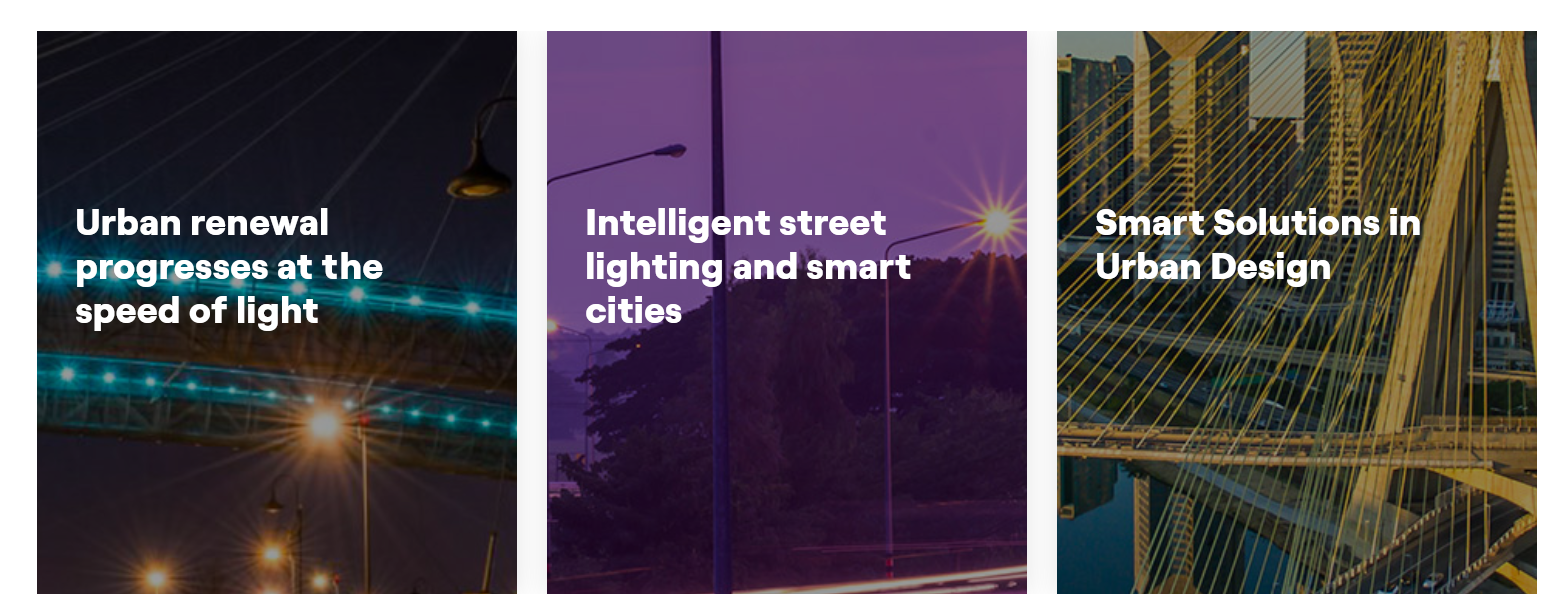 Urban renewal
progresses at the
speed of light
Intelligent street
lighting and smart
cities
Smart Solutions in
Urban Design